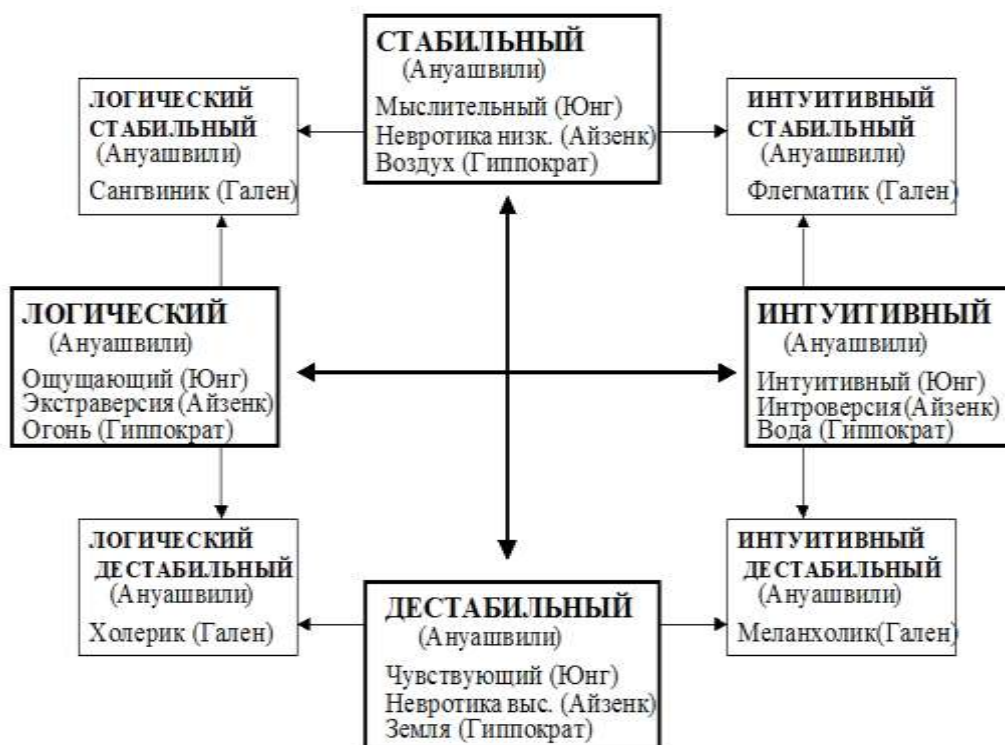 СТАБИЛЬНЫЙ
(Ануашвили)
Мыслительный (Юнг)
Невротика низк. (Айзенк)
Воздух (Гиппократ)
ЛОГИЧЕСКИЙ
СТАБИЛЬНЫЙ
(Ануашвили)
Сангвиник (Гален)
ИНТУИТИВНЫЙ
СТАБИЛЬНЫЙ
(Ануашвили)
Флегматик (Гален)
ЛОГИЧЕСКИЙ
(Ануашвили)
Ощущающий (Юнг)
Экстраверсия (Айзенк)
Огонь (Гиппократ)
ИНТУИТИВНЫЙ
(Ануашвили)
Интуитивный (Юнг)
Интроверсия (Айзенк)
Вода (Гиппократ)
ЛОГИЧЕСКИЙ
ДЕСТАБИЛЬНЫЙ
(Ануашвили)
Холерик (Гален)
ИНТУИТИВНЫЙ
ДЕСТАБИЛЬНЫЙ
(Ануашвили)
Меланхолик(Гален)
ДЕСТАБИЛЬНЫЙ
(Ануашвили)
Чувствующий (Юнг)
Невротика выс. (Айзенк)
Земля (Гиппократ)